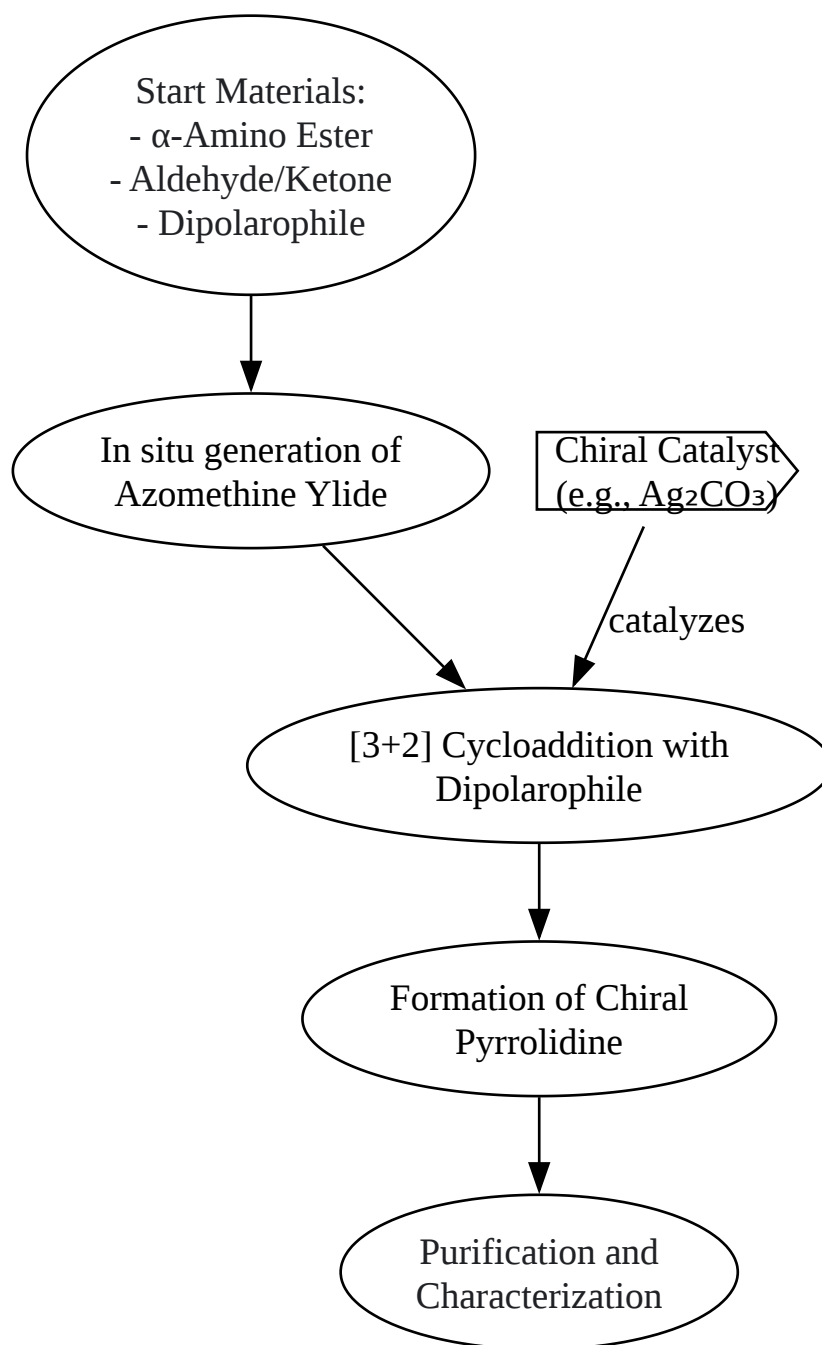 Start Materials:
- α-Amino Ester
- Aldehyde/Ketone
- Dipolarophile
In situ generation of
Azomethine Ylide
Chiral Catalyst
(e.g., Ag₂CO₃)
catalyzes
[3+2] Cycloaddition with
Dipolarophile
Formation of Chiral
Pyrrolidine
Purification and
Characterization